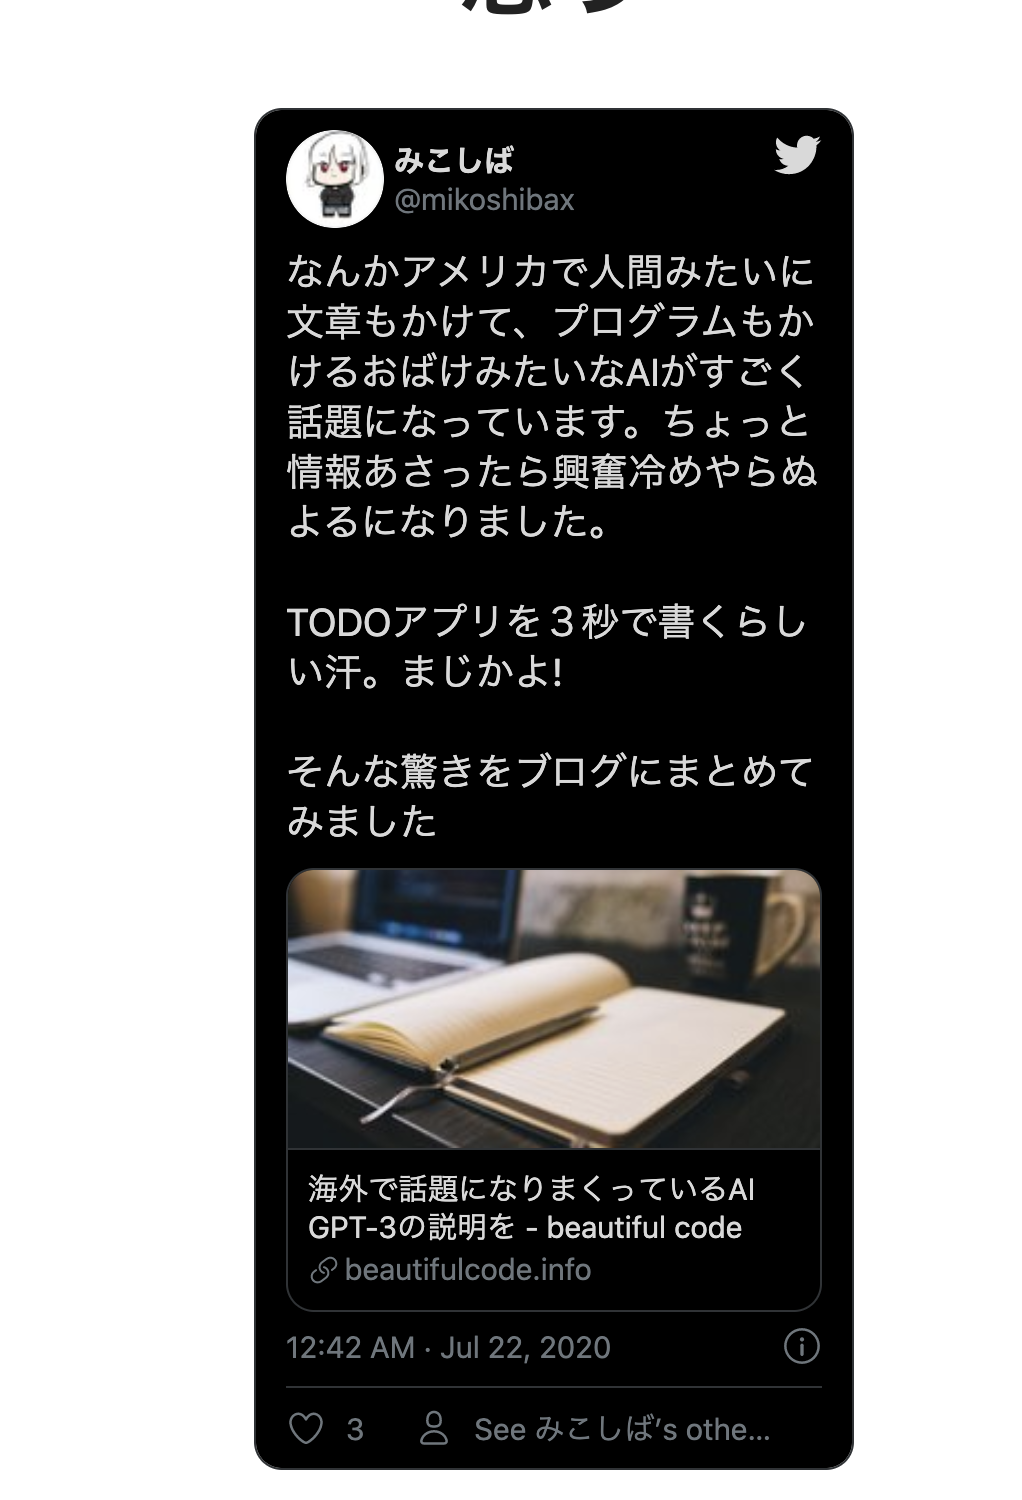 みこしば
@mikoshibax
なんかアメリカで人間みたいに
文章もかけて、プログラムもか
けるおばけみたいなAIがすごく
話題になっています。ちょっと
情報あさったら興奮冷めやらぬ
よるになりました。
TODOアプリを３秒で書くらし
い汗。まじかよ!
そんな驚きをブログにまとめて
みました
海外で話題になりまくっているAI
GPT-3の説明を - beautiful code
beautifulcode.info
12:42 AM · Jul 22, 2020
3 See みこしば’s othe...